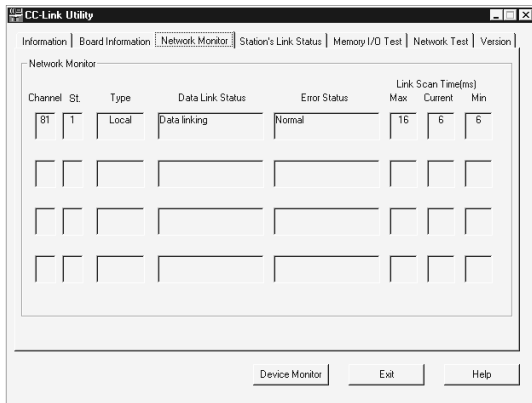 CC-Link Utility
Information Board Information Network Monitor Station's Link Status Memory I/O Test Network Test Version
Network Monitor
Link Scan Time(ms)
Channel St. Type Data Link Status Error Status Max Current Min
81 1 Local Data linking Normal 16 6 6
Device Monitor Exit Help